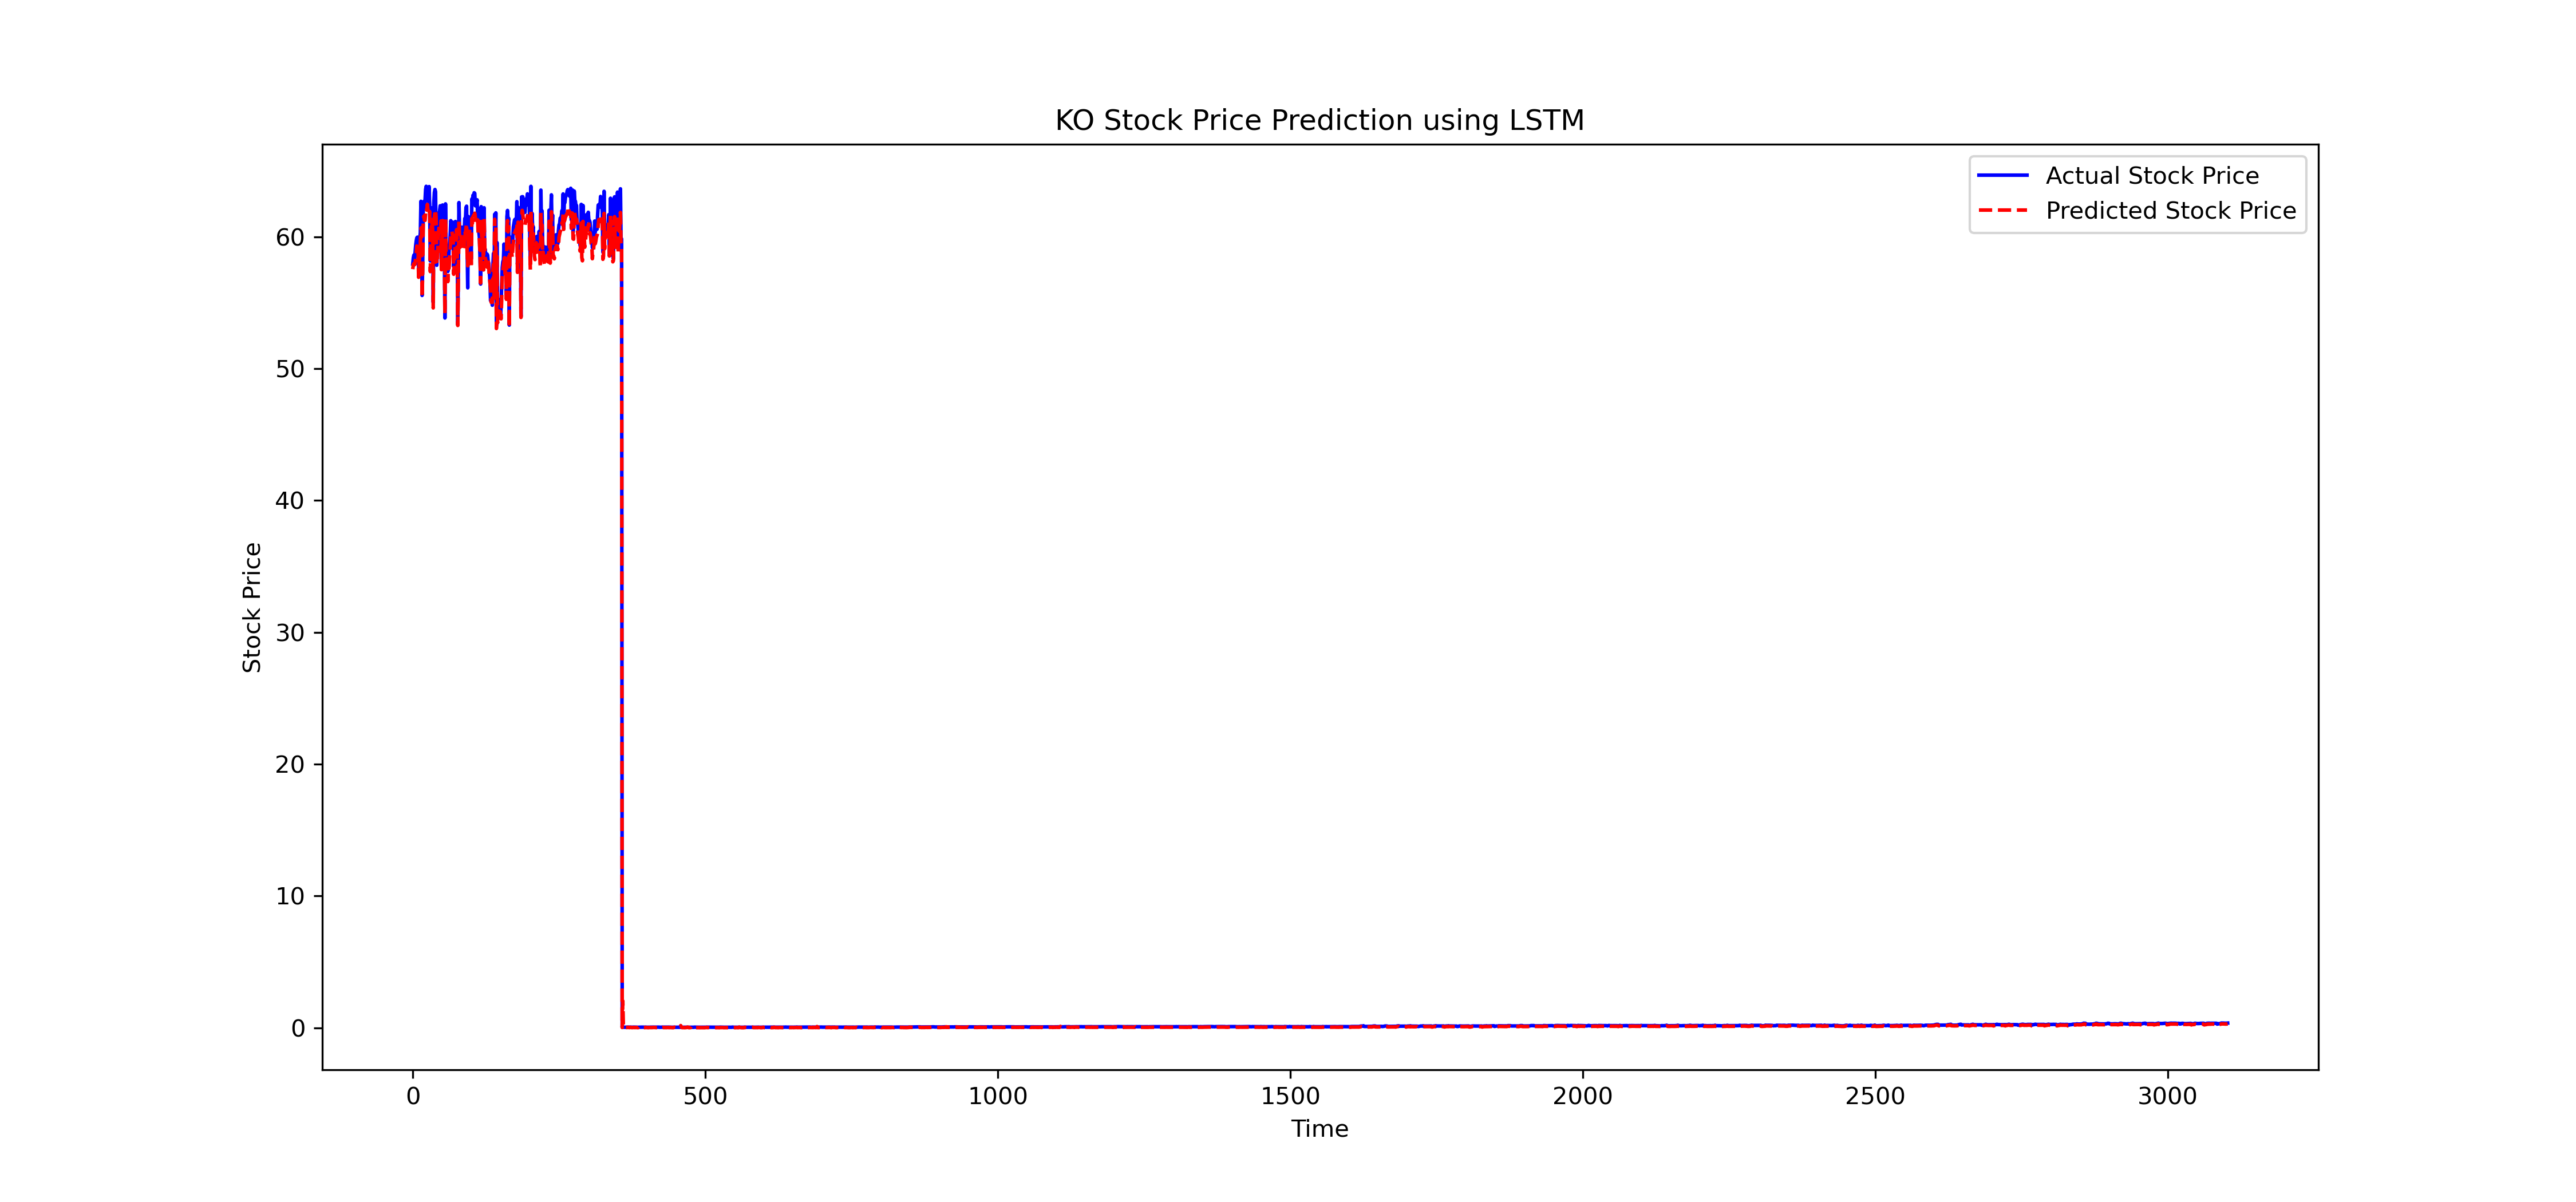 KO Stock Price Prediction using LSTM
Actual Stock Price
Predicted Stock Price
Stock Price
60
50
40
30
20
10
0
0 500 1000 1500 2000 2500 3000
Time